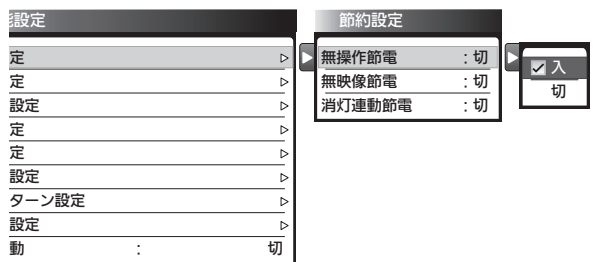 設定
定
定
設定
定
定
設定
ターン設定
設定
動 : 切
節約設定
無操作節電 : 切
無映像節電 : 切
消灯連動節電 : 切
入
切